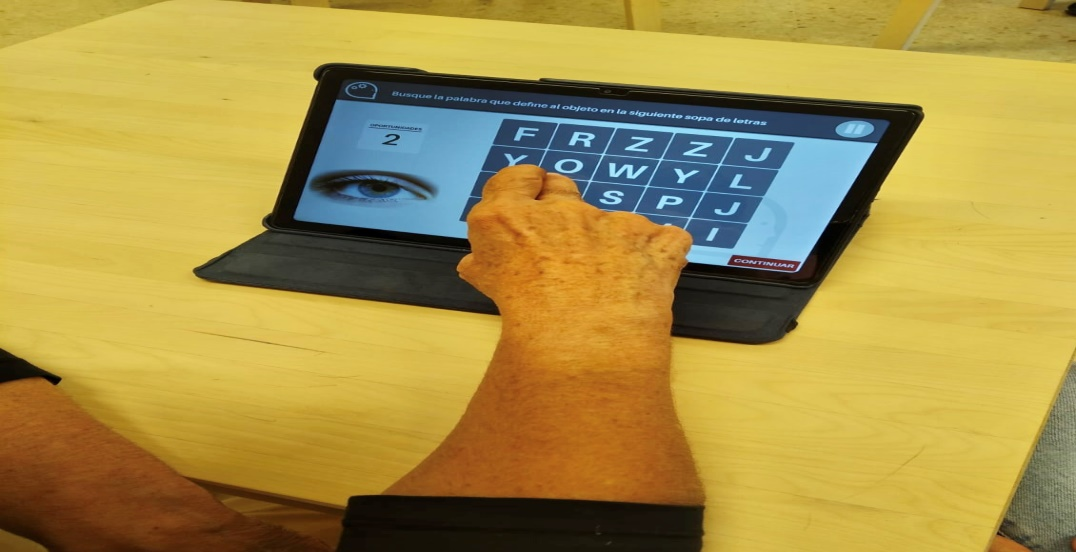 Busque la palabra que define al objeto en la siguiente sopa de letras
OPORTUNIDADES
2
F R Z Z J
Y O W Y L
S P J
I
CONTINUAR